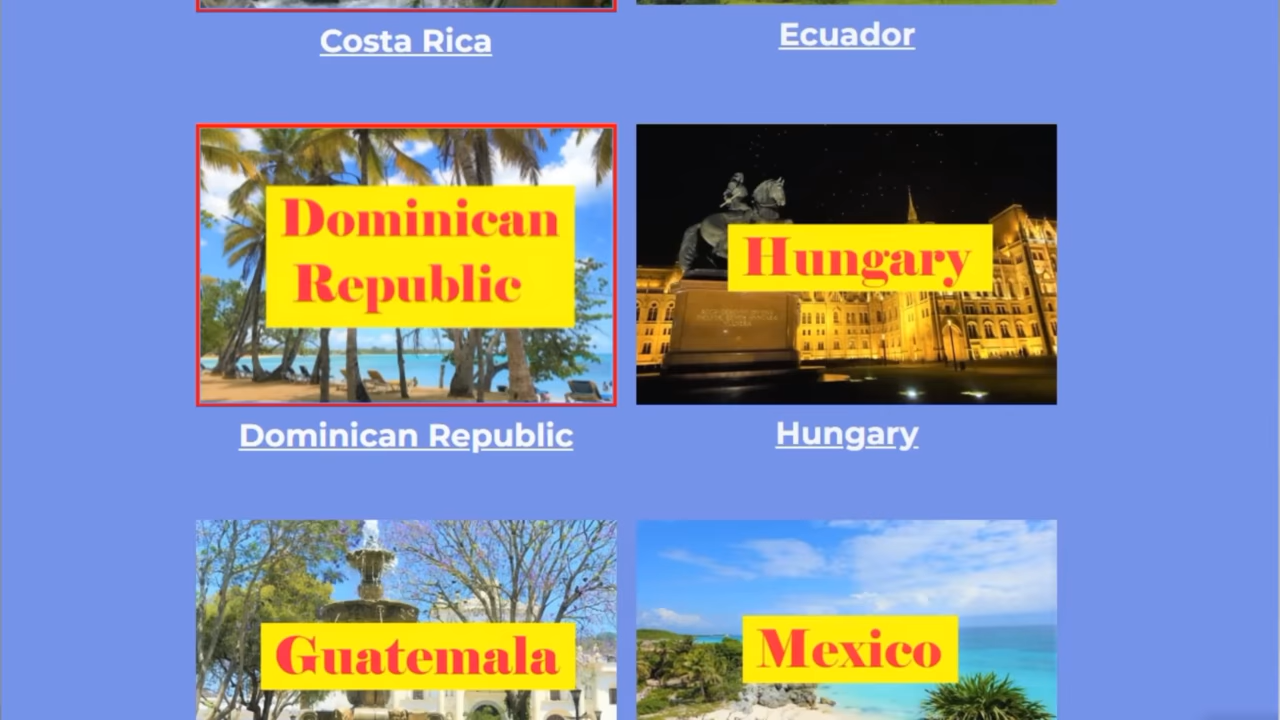 Costa Rica
Ecuador
Dominican
Republic
Hungary
Dominican Republic
Hungary
Guatemala
Mexico